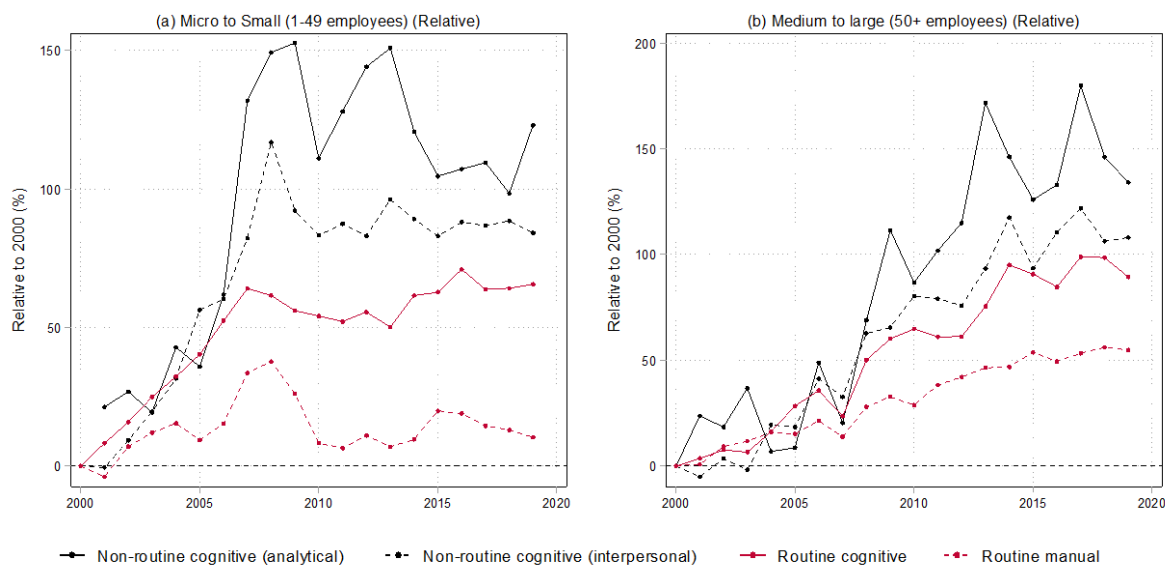 (a) Micro to Small (1-49 employees) (Relative)
Relative to 2000 (%)
150
100
50
0
2000 2005 2010 2015 2020
(b) Medium to large (50+ employees) (Relative)
Relative to 2000 (%)
200
150
100
50
0
2000 2005 2010 2015 2020
Non-routine cognitive (analytical) Non-routine cognitive (interpersonal) Routine cognitive Routine manual